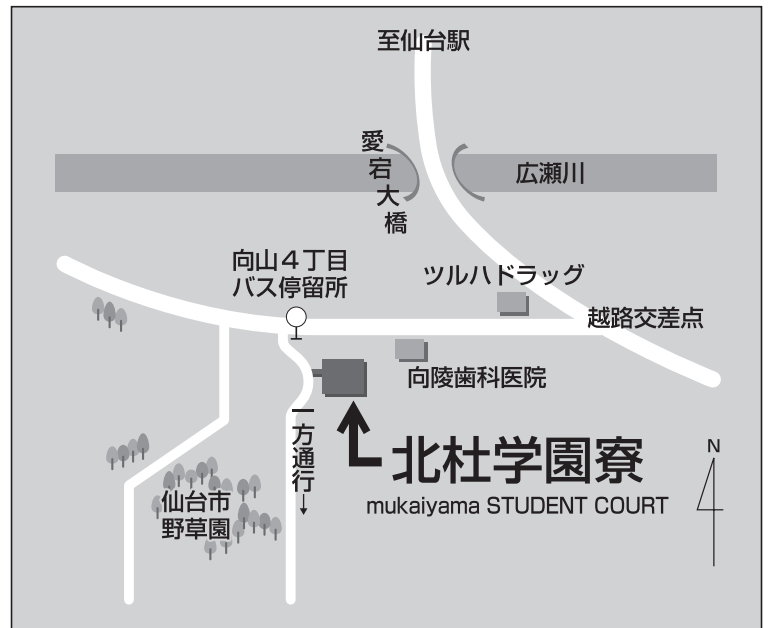 至仙台駅
愛宕大橋
広瀬川
向山4丁目
バス停留所
ツルハドラッグ
越路交差点
向陵歯科医院
一方通行→
北杜学園寮
mukaiyama STUDENT COURT
N
仙台市
野草園